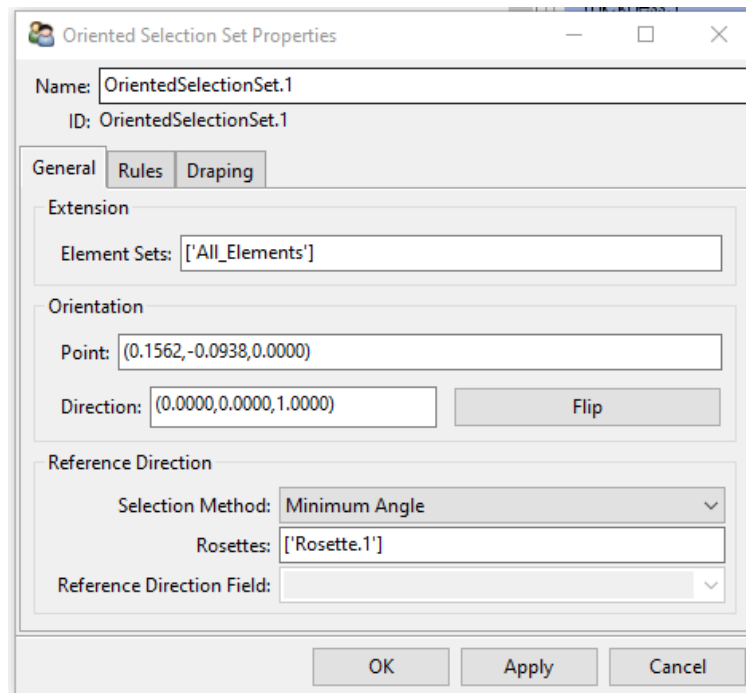 Oriented Selection Set Properties
Name: OrientedSelectionSet.1
ID: OrientedSelectionSet.1
General Rules Draping
Extension
Element Sets: ['All_Elements']
Orientation
Point: (0.1562,-0.0938,0.0000)
Direction: (0.0000,0.0000,1.0000) Flip
Reference Direction
Selection Method: Minimum Angle
Rosettes: ['Rosette.1']
Reference Direction Field:
OK Apply Cancel